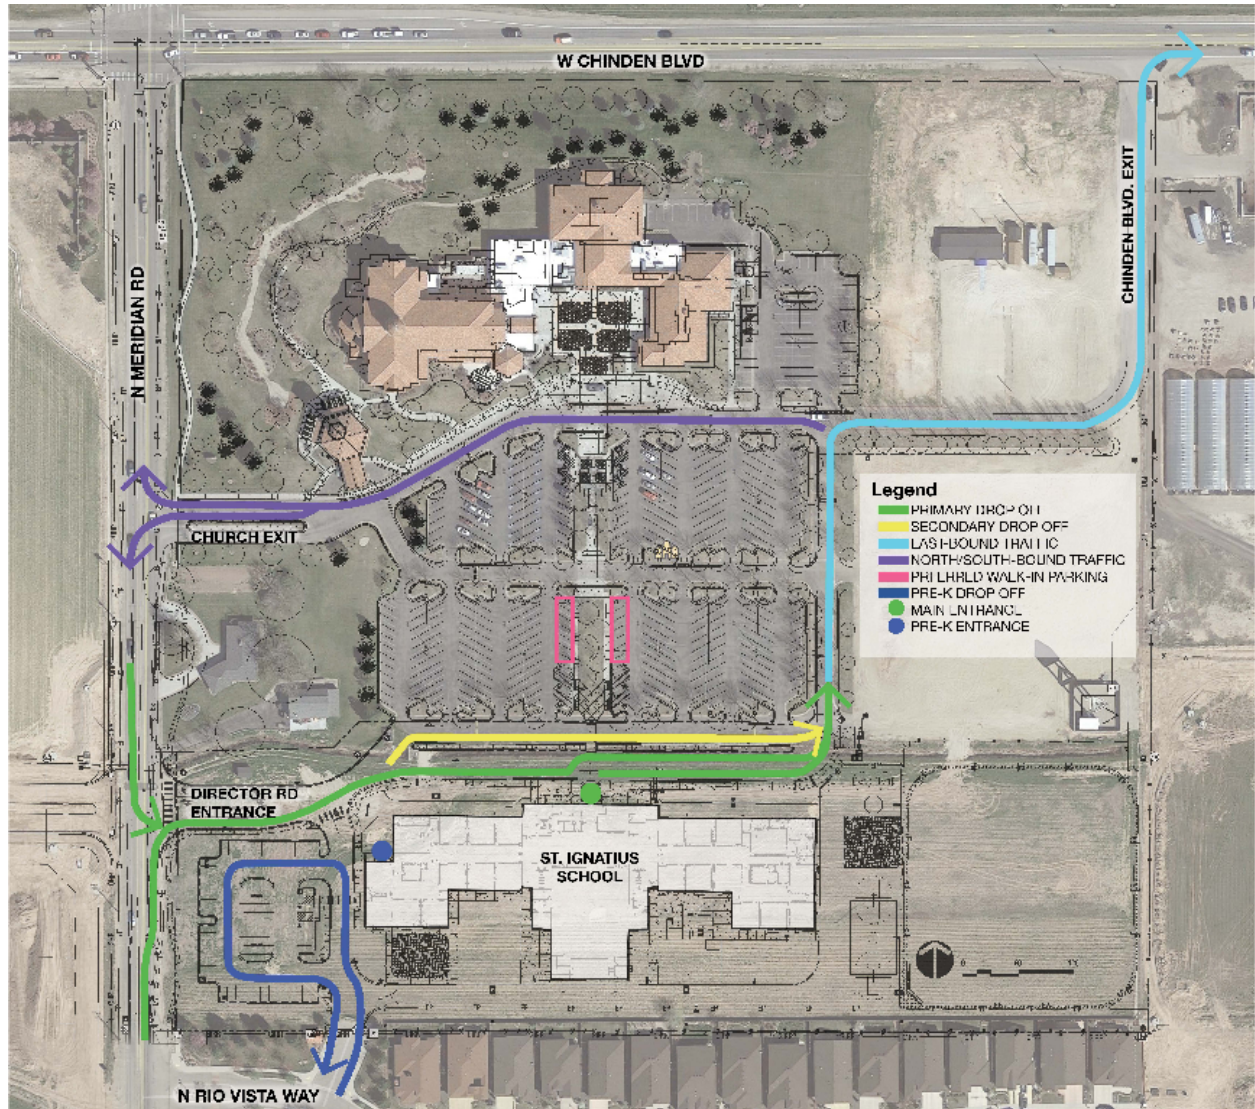 W CHINDEN BLVD
CHINDEN BLVD. EXIT
N MERIDIAN RD
Legend
PRIMARY DROP OFF
SECONDARY DROP OFF
EAST-BOUND TRAFFIC
NORTH/SOUTH-BOUND TRAFFIC
PREFERRED WALK-IN PARKING
PRE-K DROP OFF
MAIN ENTRANCE
PRE-K ENTRANCE
CHURCH EXIT
DIRECTOR RD
ENTRANCE
ST. IGNATIUS
SCHOOL
N RIO VISTA WAY